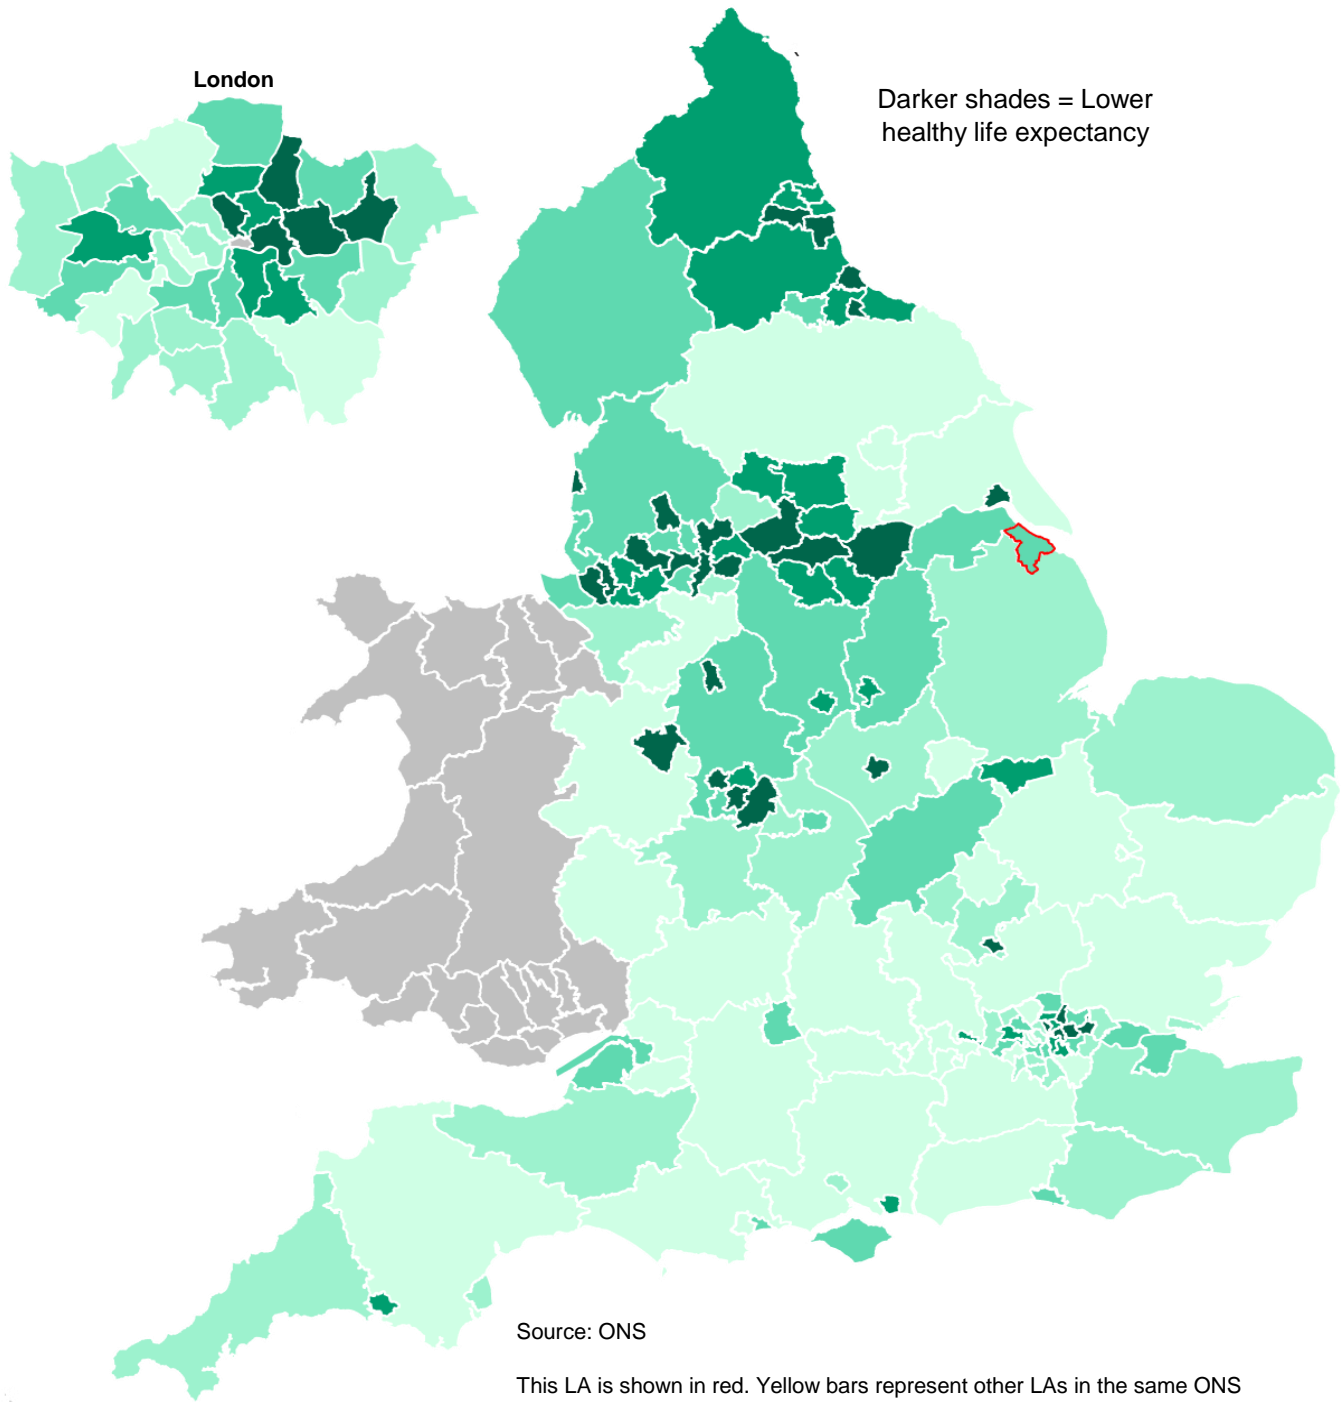 London
Darker shades = Lower
healthy life expectancy
Source: ONS
This LA is shown in red. Yellow bars represent other LAs in the same ONS